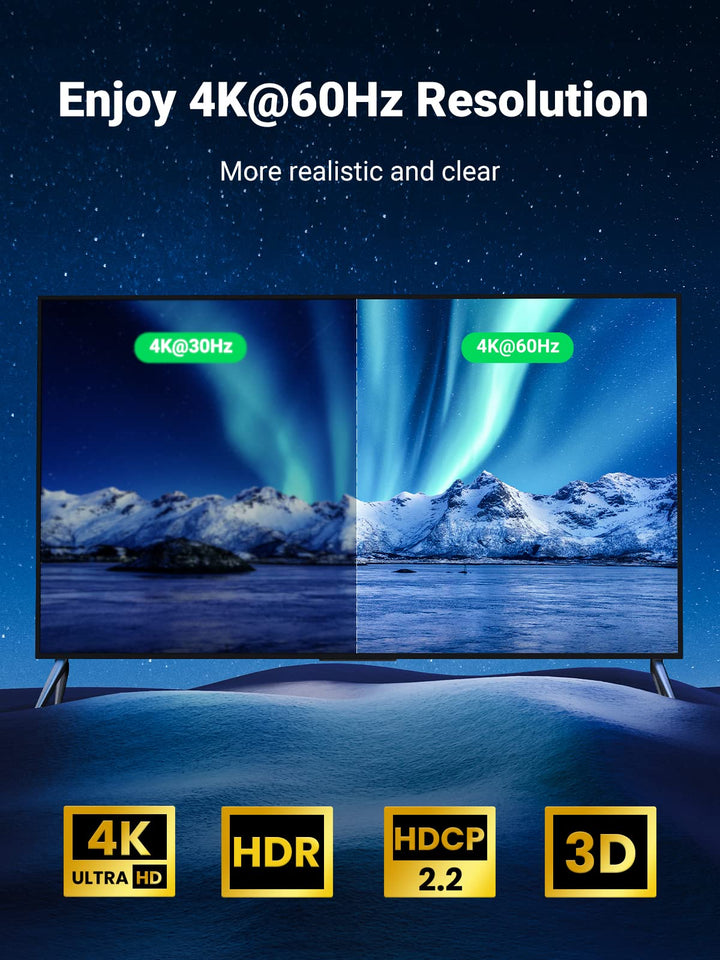 Enjoy 4K@60Hz Resolution
More realistic and clear
4K@30Hz
4K@60Hz
4K
ULTRA HD
HDR
HDCP
2.2
3D